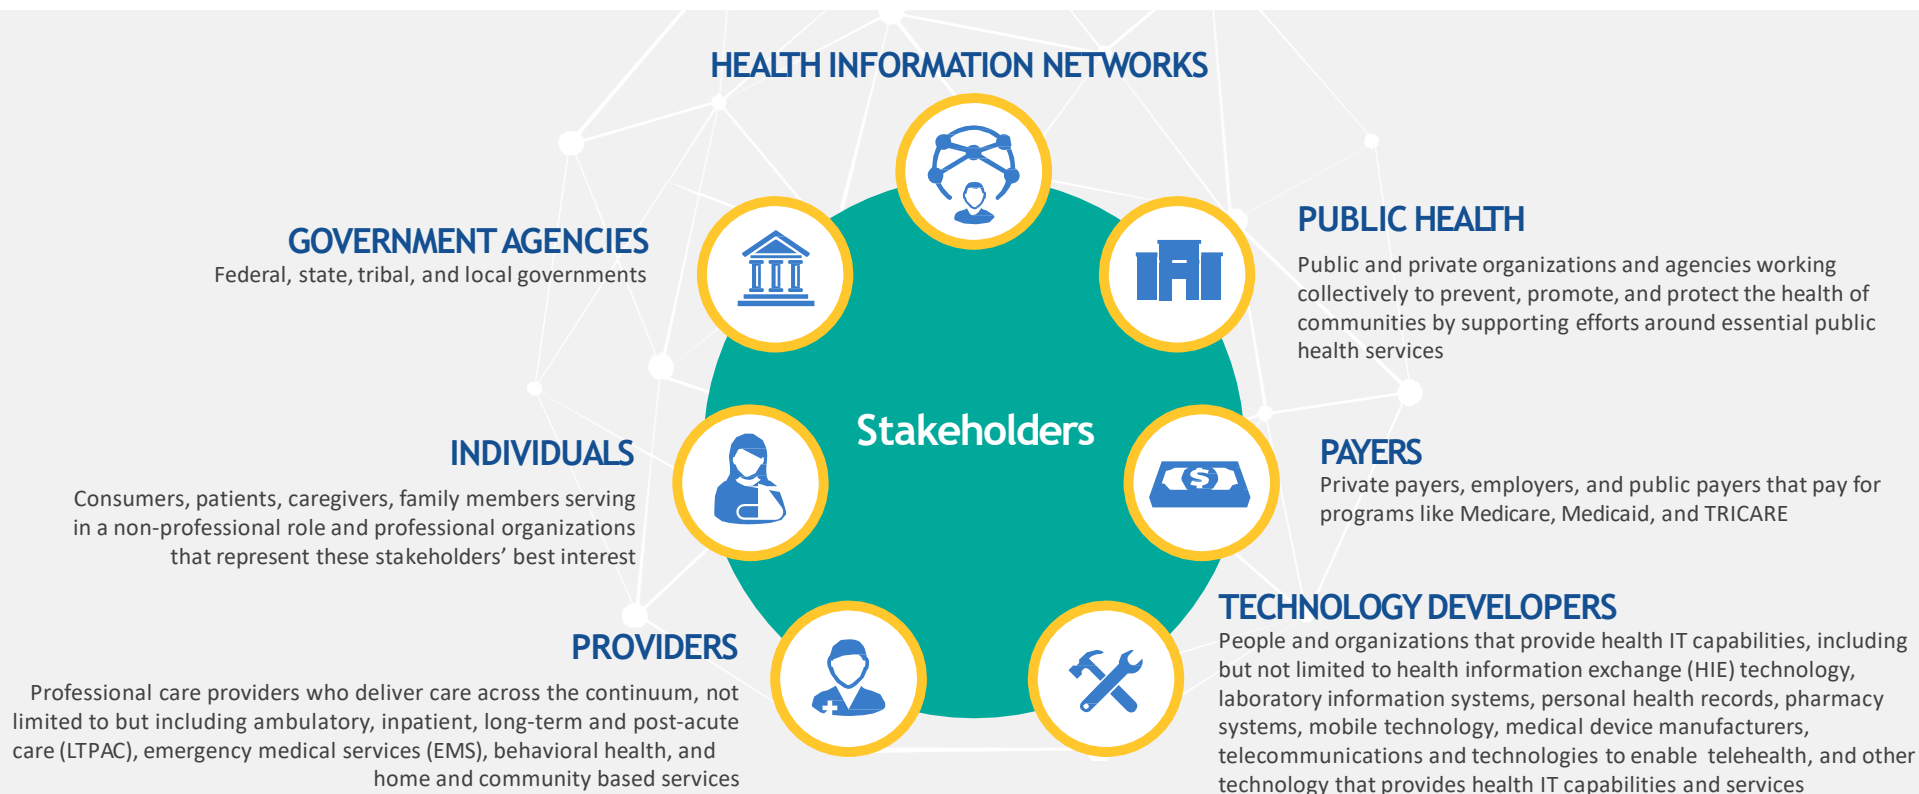 HEALTH INFORMATION NETWORKS
GOVERNMENT AGENCIES
Federal, state, tribal, and local governments
PUBLIC HEALTH
Public and private organizations and agencies working
collectively to prevent, promote, and protect the health of
communities by supporting efforts around essential public
health services
Stakeholders
INDIVIDUALS
Consumers, patients, caregivers, family members serving
in a non-professional role and professional organizations
that represent these stakeholders’ best interest
PAYERS
Private payers, employers, and public payers that pay for
programs like Medicare, Medicaid, and TRICARE
$
PROVIDERS
Professional care providers who deliver care across the continuum, not
limited to but including ambulatory, inpatient, long-term and post-acute
care (LTPAC), emergency medical services (EMS), behavioral health, and
home and community based services
TECHNOLOGY DEVELOPERS
People and organizations that provide health IT capabilities, including
but not limited to health information exchange (HIE) technology,
laboratory information systems, personal health records, pharmacy
systems, mobile technology, medical device manufacturers,
telecommunications and technologies to enable telehealth, and other
technology that provides health IT capabilities and services